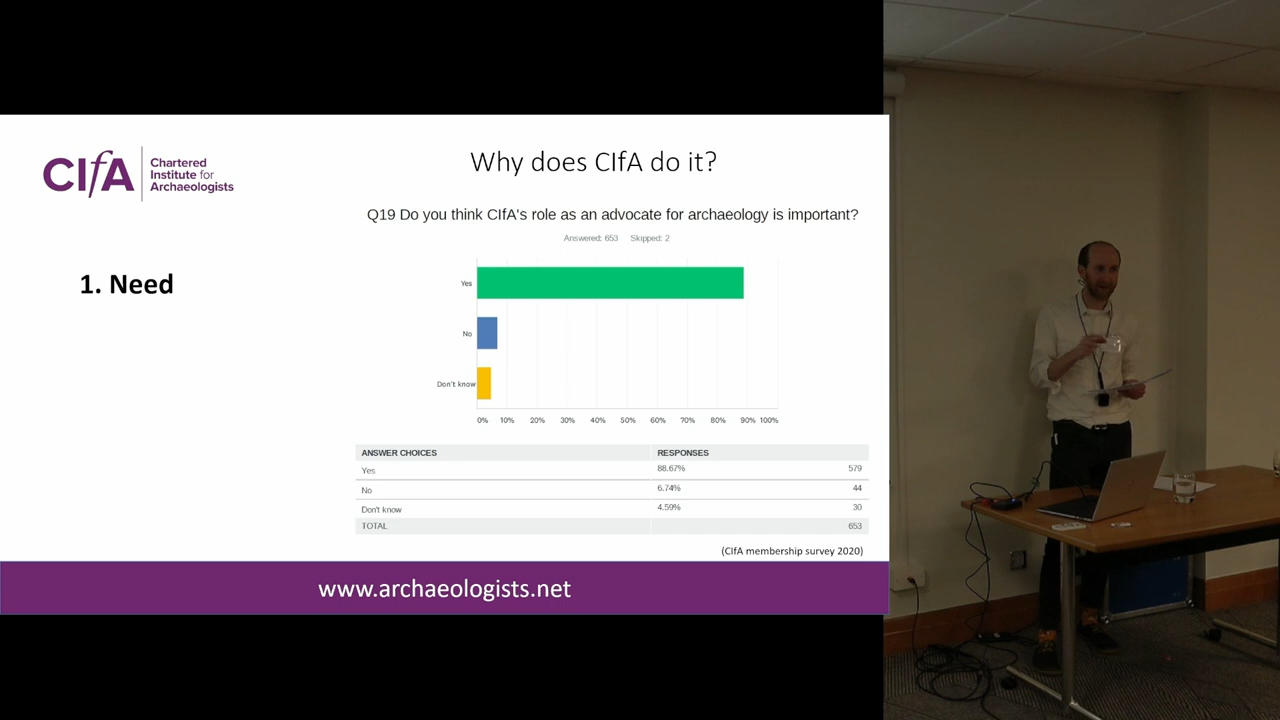 CIfA
Chartered
Institute for
Archaeologists
Why does CIfA do it?
1. Need
Q19 Do you think CIfA's role as an advocate for archaeology is important?
Answered: 653 Skipped: 2
Yes
No
Don't know
0% 10% 20% 30% 40% 50% 60% 70% 80% 90% 100%
ANSWER CHOICES RESPONSES
Yes 88.67% 579
No 6.74% 44
Don't know 4.59% 30
TOTAL 653
(CIfA membership survey 2020)
www.archaeologists.net